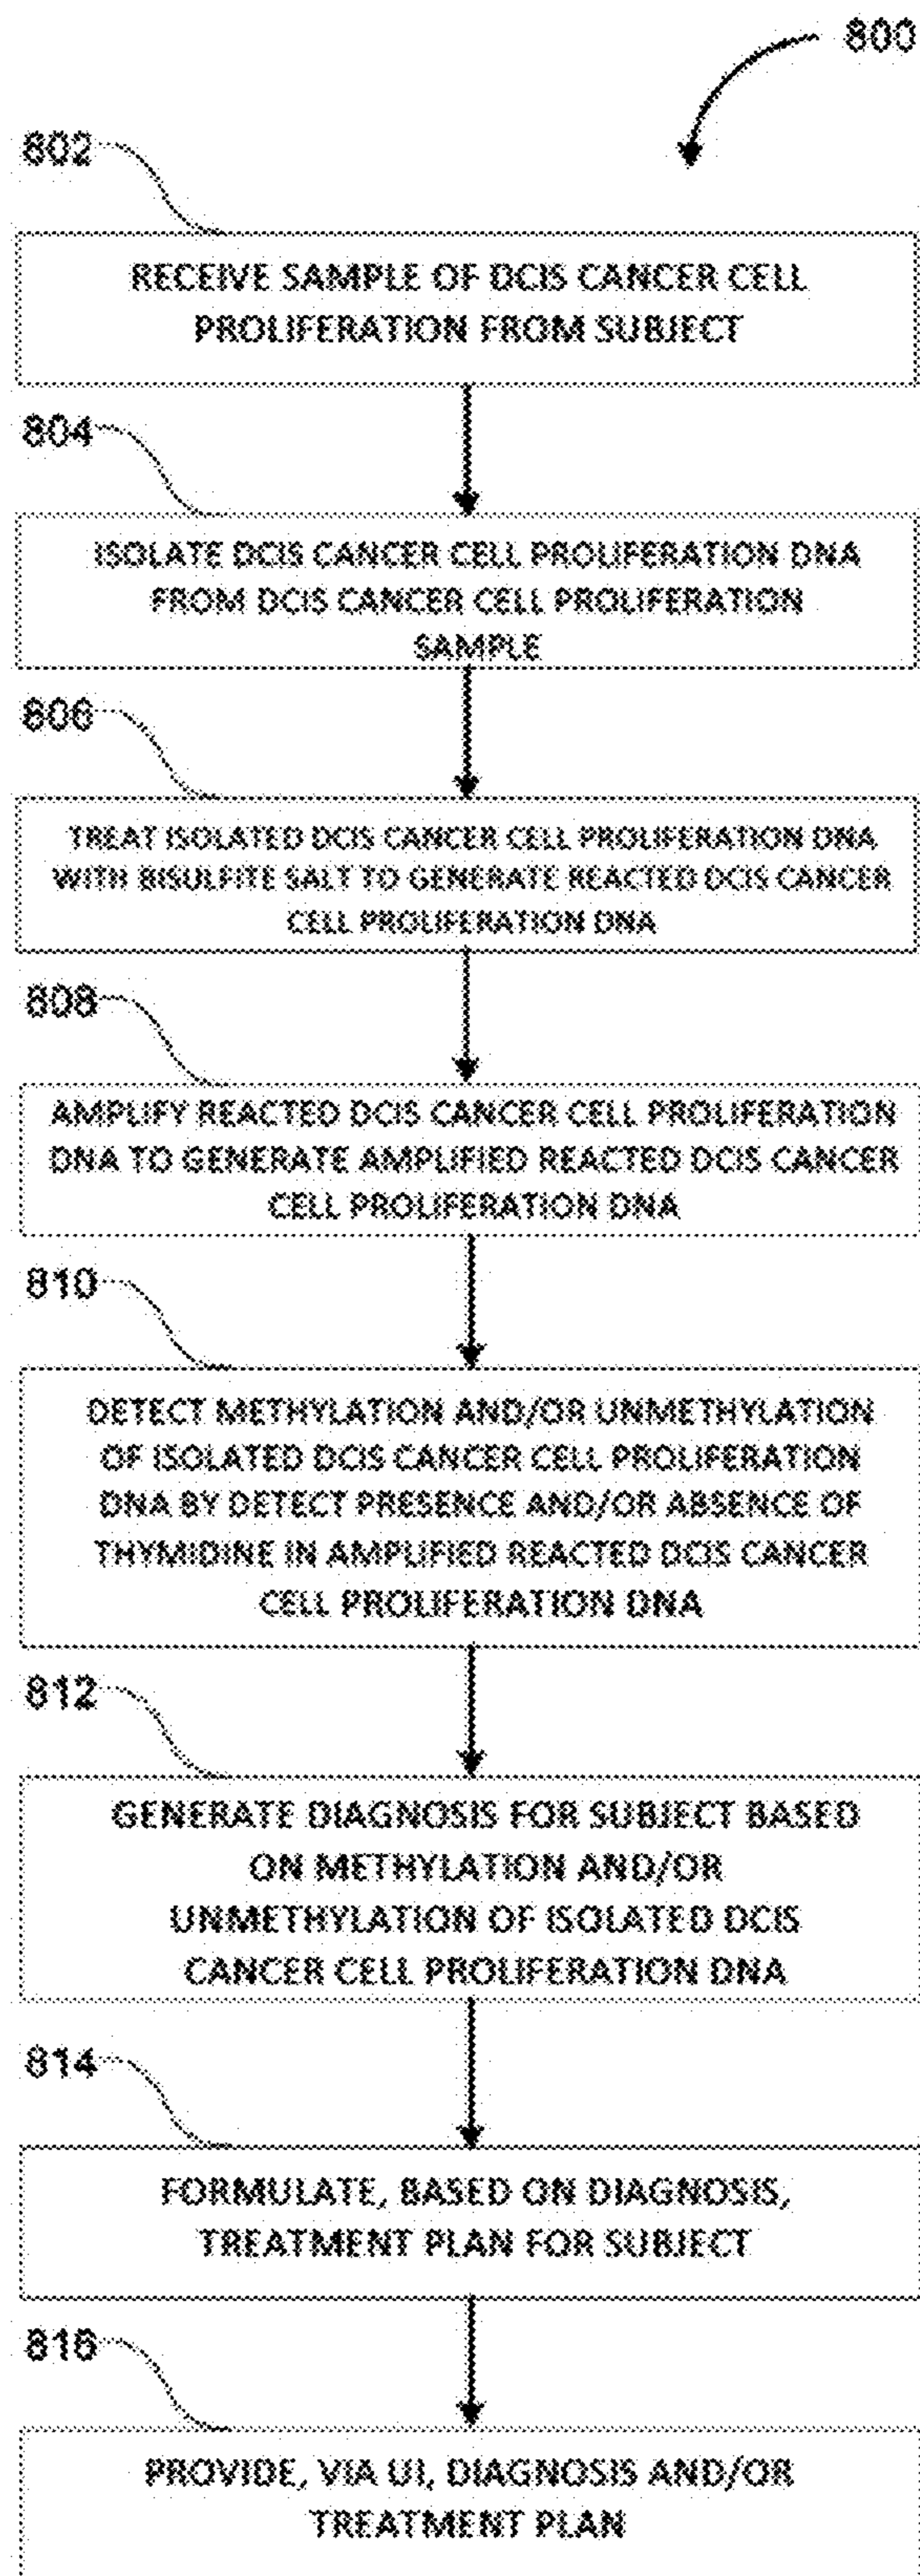 800
802
RECEIVE SAMPLE OF DCIS CANCER CELL
PROLIFERATION FROM SUBJECT
804
ISOLATE DCIS CANCER CELL PROLIFERATION DNA
FROM DCIS CANCER CELL PROLIFERATION
SAMPLE
806
TREAT ISOLATED DCIS CANCER CELL PROLIFERATION DNA
WITH BISULFITE SALT TO GENERATE REACTED DCIS CANCER
CELL PROLIFERATION DNA
808
AMPLIFY REACTED DCIS CANCER CELL PROLIFERATION
DNA TO GENERATE AMPLIFIED REACTED DCIS CANCER
CELL PROLIFERATION DNA
810
DETECT METHYLATION AND/OR UNMETHYLATION
OF ISOLATED DCIS CANCER CELL PROLIFERATION
DNA BY DETECT PRESENCE AND/OR ABSENCE OF
THYMIDINE IN AMPLIFIED REACTED DCIS CANCER
CELL PROLIFERATION DNA
812
GENERATE DIAGNOSIS FOR SUBJECT BASED
ON METHYLATION AND/OR
UNMETHYLATION OF ISOLATED DCIS
CANCER CELL PROLIFERATION DNA
814
FORMULATE, BASED ON DIAGNOSIS,
TREATMENT PLAN FOR SUBJECT
816
PROVIDE, VIA UI, DIAGNOSIS AND/OR
TREATMENT PLAN